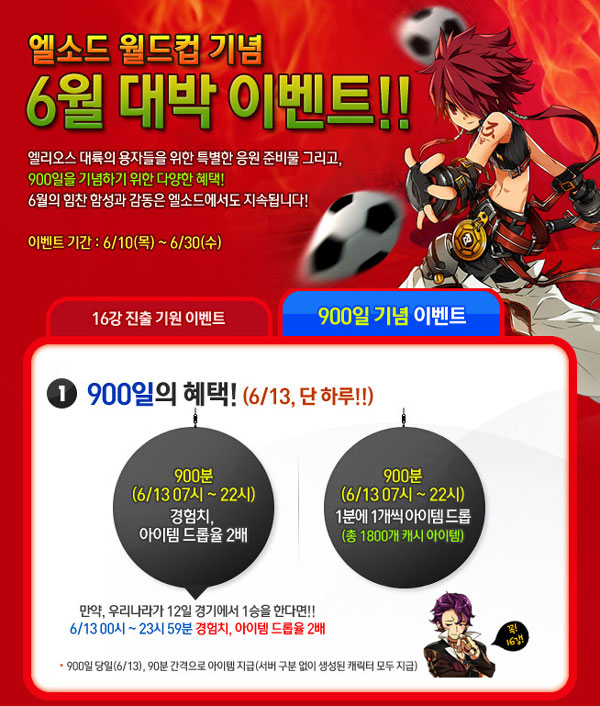 엘소드 월드컵 기념
6월 대박 이벤트!!
엘리오스 대륙의 용자들을 위한 특별한 응원 준비물 그리고,
900일을 기념하기 위한 다양한 혜택!
6월의 힘찬 함성과 감동은 엘소드에서도 지속됩니다!
이벤트 기간 : 6/10(목) ~ 6/30(수)
16강 진출 기원 이벤트
900일 기념 이벤트
1 900일의 혜택! (6/13, 단 하루!!)
900분
(6/13 07시 ~ 22시)
경험치,
아이템 드롭율 2배
900분
(6/13 07시 ~ 22시)
1분에 1개씩 아이템 드롭
(총 1800개 캐시 아이템)
만약, 우리나라가 12일 경기에서 1승을 한다면!!
6/13 00시 ~ 23시 59분 경험치, 아이템 드롭율 2배
꼭!
16강!
• 900일 당일(6/13), 90분 간격으로 아이템 지급(서버 구분 없이 생성된 캐릭터 모두 지급)